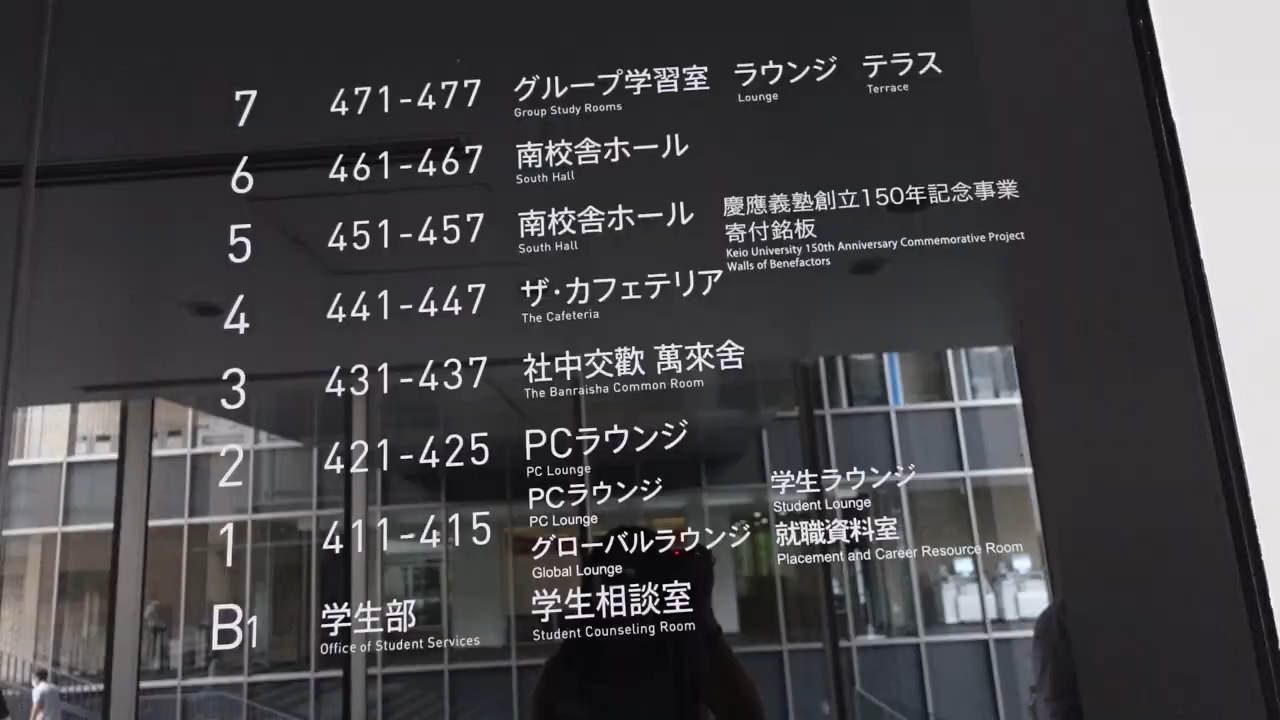 7 471-477 グループ学習室 ラウンジ テラス
Group Study Rooms Lounge Terrace
6 461-467 南校舎ホール
South Hall
5 451-457 南校舎ホール 慶應義塾創立150年記念事業
寄付銘板
South Hall Keio University 150th Anniversary Commemorative Project
Walls of Benefactors
4 441-447 ザ・カフェテリア
The Cafeteria
3 431-437 社中交歡 萬來舍
The Banraisha Common Room
2 421-425 PCラウンジ
PC Lounge
PCラウンジ 学生ラウンジ
PC Lounge Student Lounge
1 411-415 グローバルラウンジ 就職資料室
Global Lounge Placement and Career Resource Room
B1 学生部 学生相談室
Office of Student Services Student Counseling Room